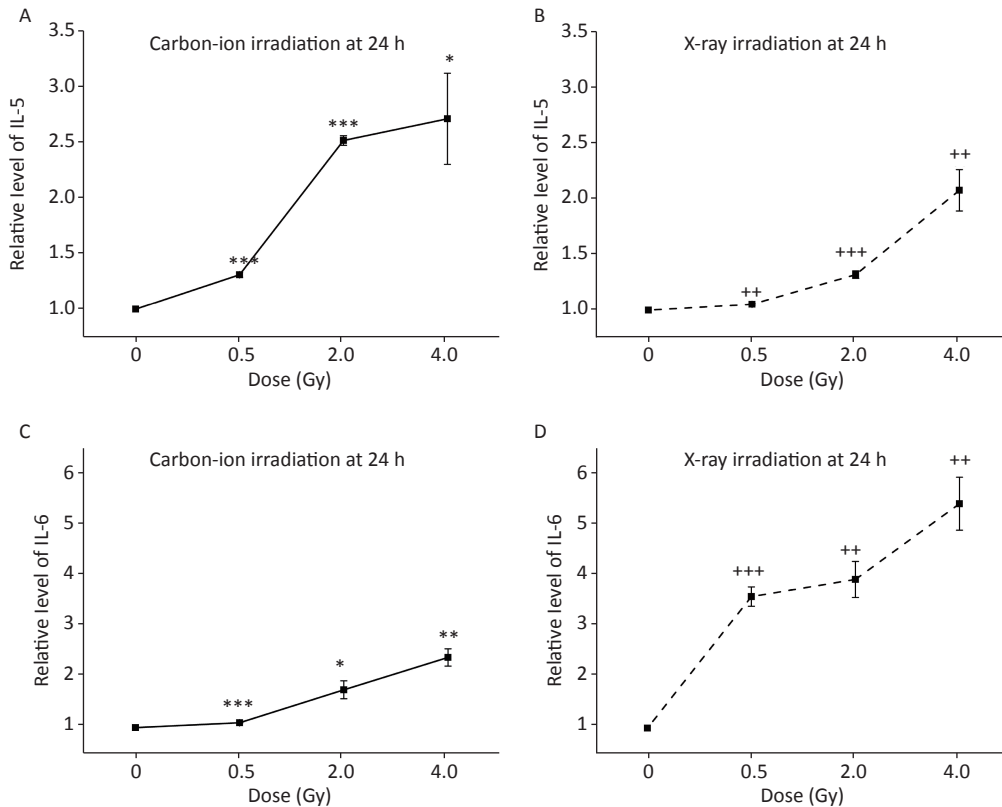 A
Carbon-ion irradiation at 24 h
Relative level of IL-5
3.5
3.0
2.5
2.0
1.5
1.0
***
***
*
0 0.5 2.0 4.0
Dose (Gy)
B
X-ray irradiation at 24 h
Relative level of IL-5
3.5
3.0
2.5
2.0
1.5
1.0
++
+++
++
0 0.5 2.0 4.0
Dose (Gy)
C
Carbon-ion irradiation at 24 h
Relative level of IL-6
6
5
4
3
2
1
***
*
**
0 0.5 2.0 4.0
Dose (Gy)
D
X-ray irradiation at 24 h
Relative level of IL-6
6
5
4
3
2
1
+++
++
++
0 0.5 2.0 4.0
Dose (Gy)